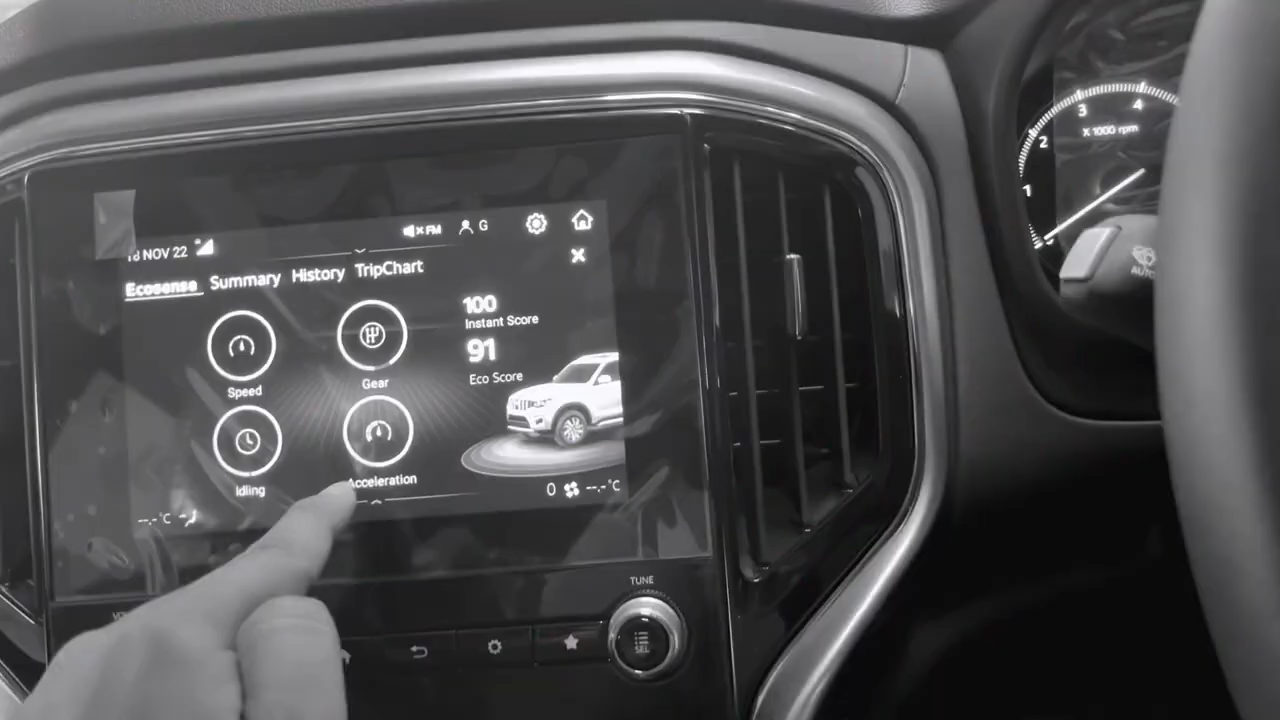 18 NOV 22
FM
G
Ecosense Summary History TripChart
100
Instant Score
91
Eco Score
Speed
Gear
Idling
Acceleration
--.-°C
0 --.-°C
TUNE
SEL
1
2
3
4
X 1000 rpm